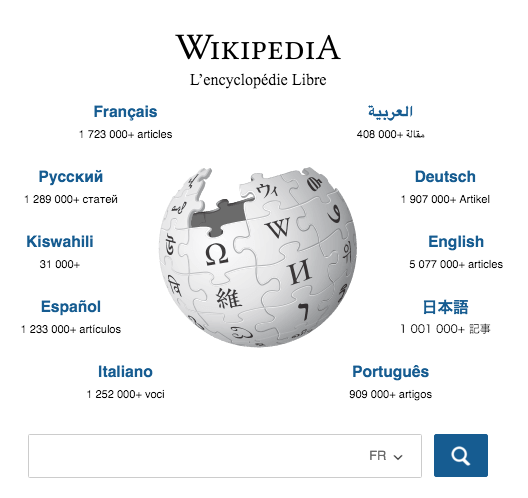 WIKIPEDIA
L'encyclopédie Libre
Français
1 723 000+ articles
العربية
408 000+ مقالة
Русский
1 289 000+ статей
Deutsch
1 907 000+ Artikel
Kiswahili
31 000+
English
5 077 000+ articles
Español
1 233 000+ artículos
日本語
1 001 000+ 記事
Italiano
1 252 000+ voci
Português
909 000+ artigos
ウィ
W
Ω
И
維
FR